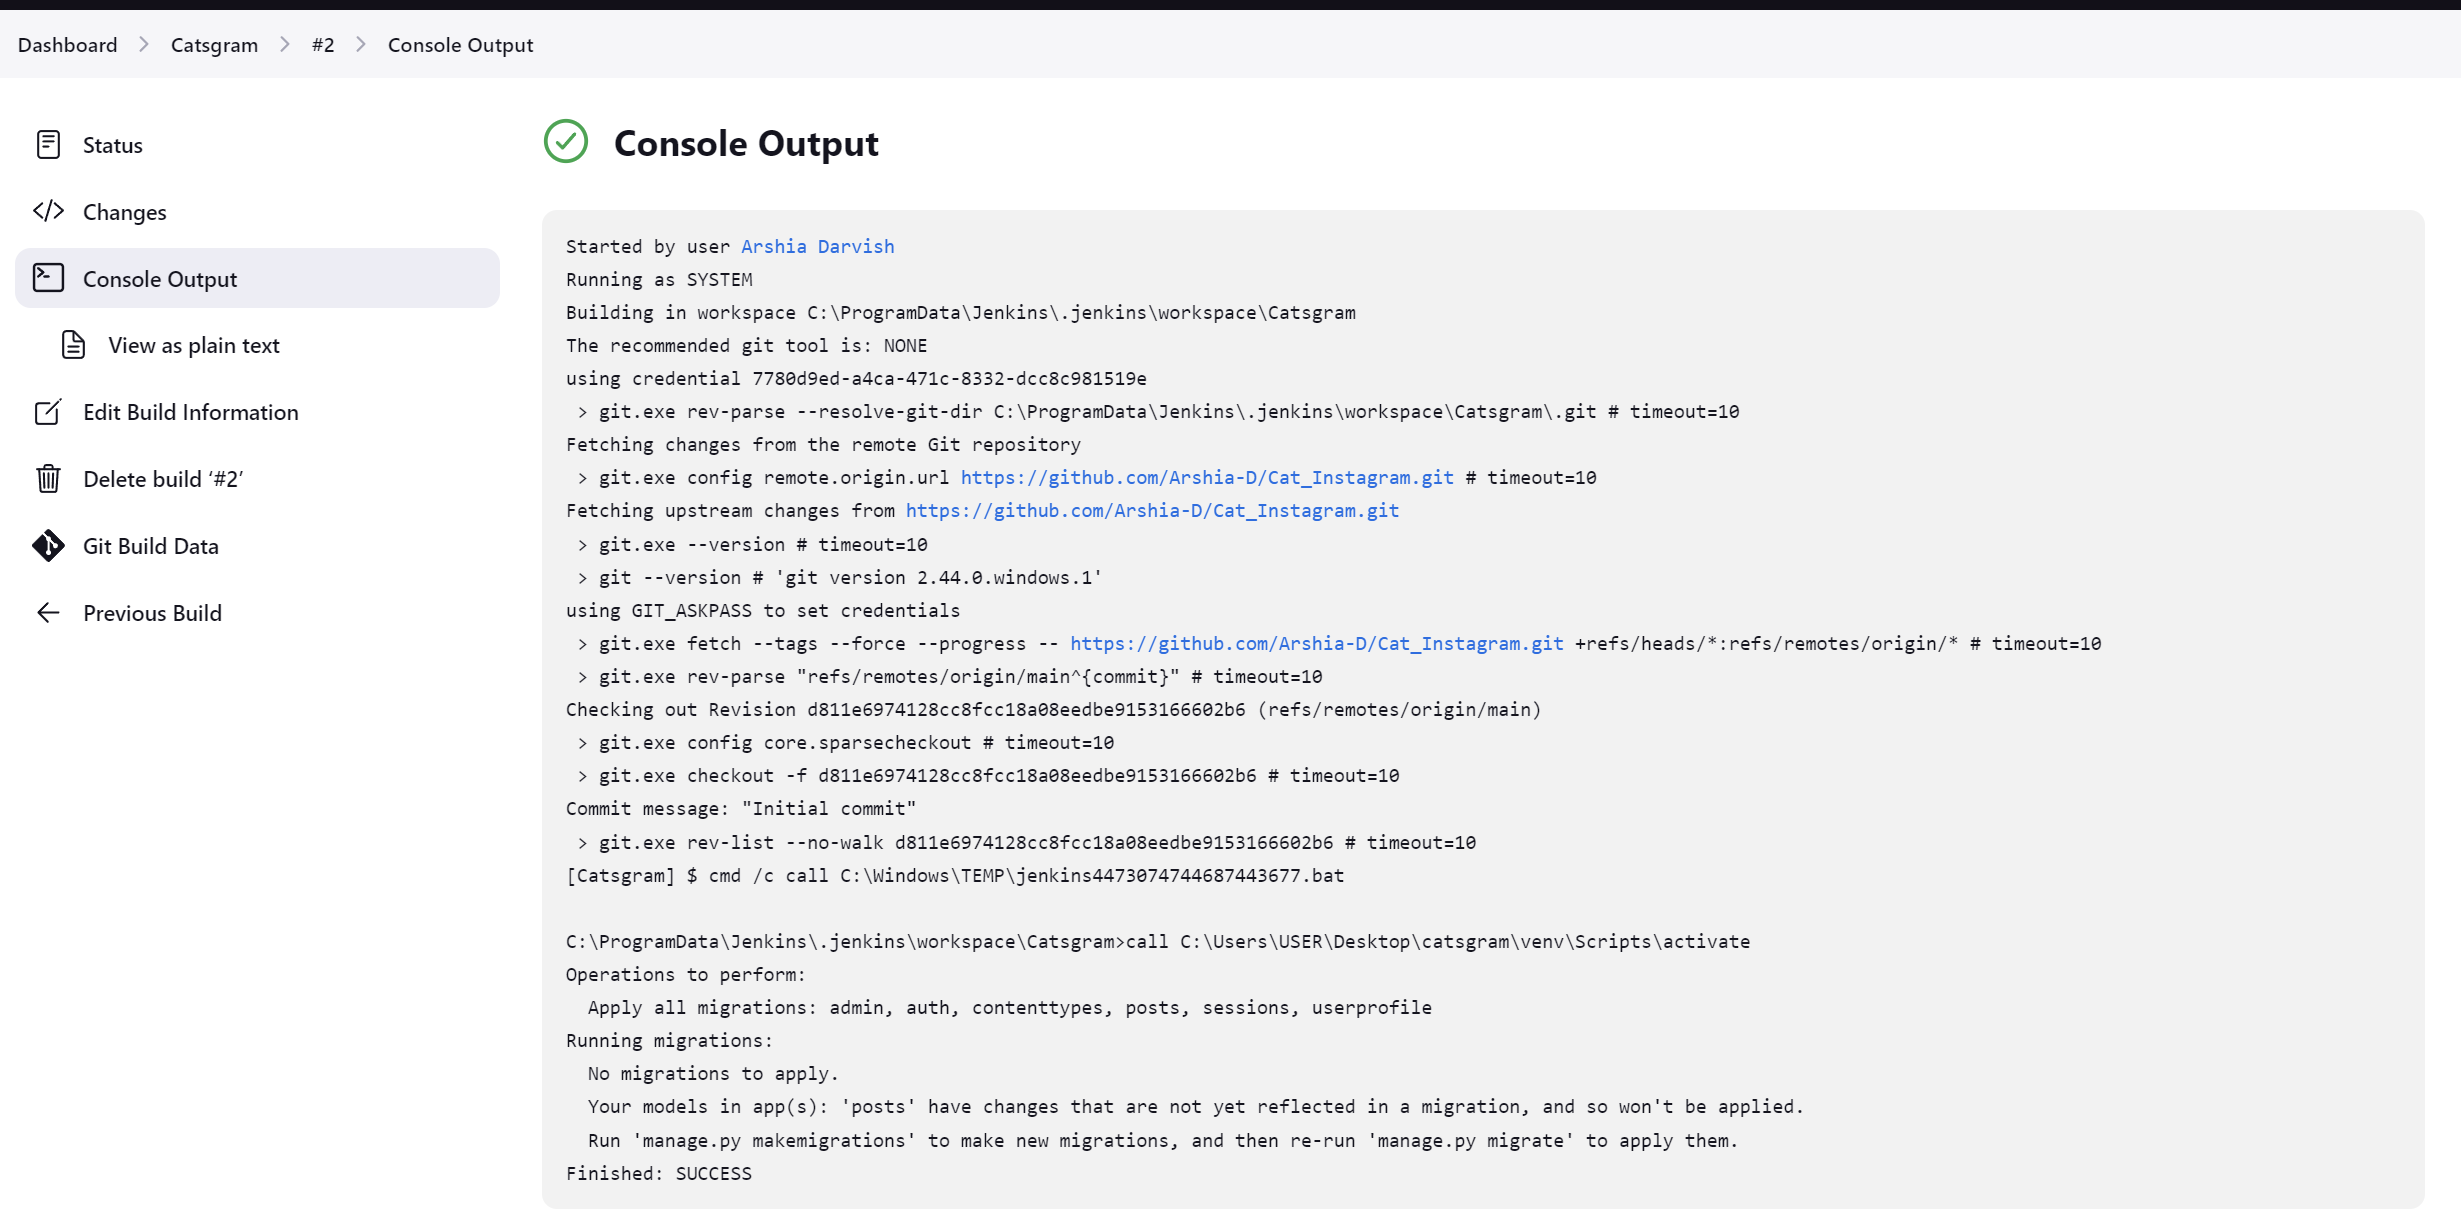 Dashboard > Catsgram > #2 > Console Output
Status
Changes
Console Output
View as plain text
Edit Build Information
Delete build ‘#2’
Git Build Data
Previous Build
Console Output
Started by user Arshia Darvish
Running as SYSTEM
Building in workspace C:\ProgramData\Jenkins\.jenkins\workspace\Catsgram
The recommended git tool is: NONE
using credential 7780d9ed-a4ca-471c-8332-dcc8c981519e
 > git.exe rev-parse --resolve-git-dir C:\ProgramData\Jenkins\.jenkins\workspace\Catsgram\.git # timeout=10
Fetching changes from the remote Git repository
 > git.exe config remote.origin.url https://github.com/Arshia-D/Cat_Instagram.git # timeout=10
Fetching upstream changes from https://github.com/Arshia-D/Cat_Instagram.git
 > git.exe --version # timeout=10
 > git --version # 'git version 2.44.0.windows.1'
using GIT_ASKPASS to set credentials
 > git.exe fetch --tags --force --progress -- https://github.com/Arshia-D/Cat_Instagram.git +refs/heads/*:refs/remotes/origin/* # timeout=10
 > git.exe rev-parse "refs/remotes/origin/main^{commit}" # timeout=10
Checking out Revision d811e6974128cc8fcc18a08eedbe9153166602b6 (refs/remotes/origin/main)
 > git.exe config core.sparsecheckout # timeout=10
 > git.exe checkout -f d811e6974128cc8fcc18a08eedbe9153166602b6 # timeout=10
Commit message: "Initial commit"
 > git.exe rev-list --no-walk d811e6974128cc8fcc18a08eedbe9153166602b6 # timeout=10
[Catsgram] $ cmd /c call C:\Windows\TEMP\jenkins4473074744687443677.bat
C:\ProgramData\Jenkins\.jenkins\workspace\Catsgram>call C:\Users\USER\Desktop\catsgram\venv\Scripts\activate
Operations to perform:
  Apply all migrations: admin, auth, contenttypes, posts, sessions, userprofile
Running migrations:
  No migrations to apply.
  Your models in app(s): 'posts' have changes that are not yet reflected in a migration, and so won't be applied.
  Run 'manage.py makemigrations' to make new migrations, and then re-run 'manage.py migrate' to apply them.
Finished: SUCCESS